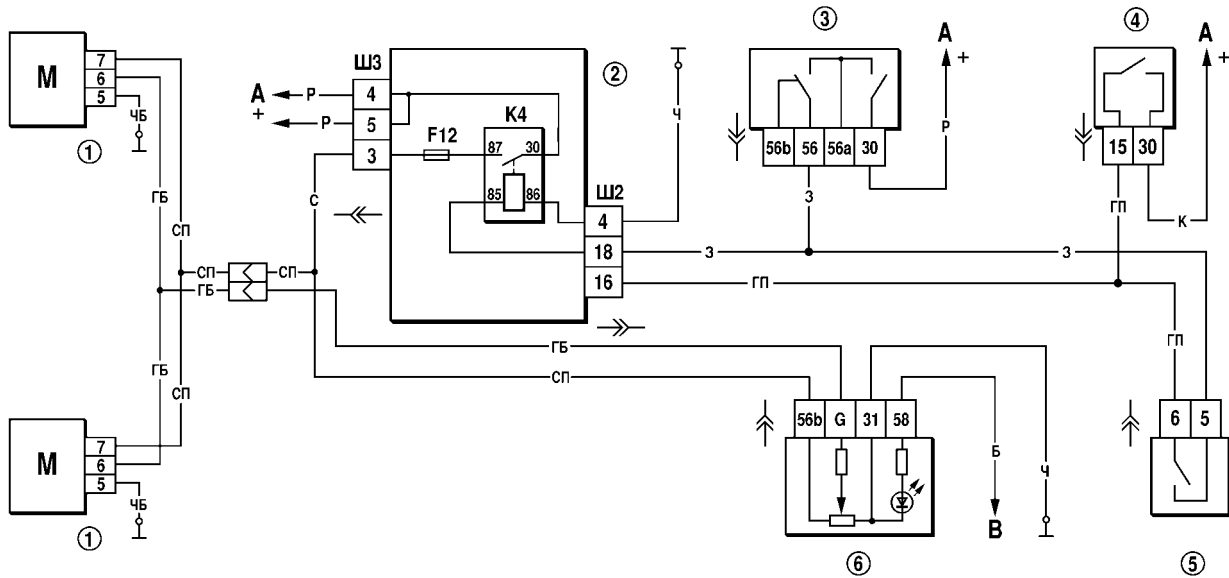 M
7
6
5
ЧБ
1
ГБ
СП
ГБ
СП
M
7
6
5
ЧБ
1
СП
СП
ГБ
Ш3
4
5
3
A
+
Р
Р
С
2
F12
K4
87
30
85
86
Ш2
4
18
16
Ч
3
56b
56
56a
30
A
+
Р
З
4
15
30
A
+
К
ГП
З
З
ГП
ГП
ГБ
СП
56b
G
31
58
Б
B
Ч
6
6
5
5